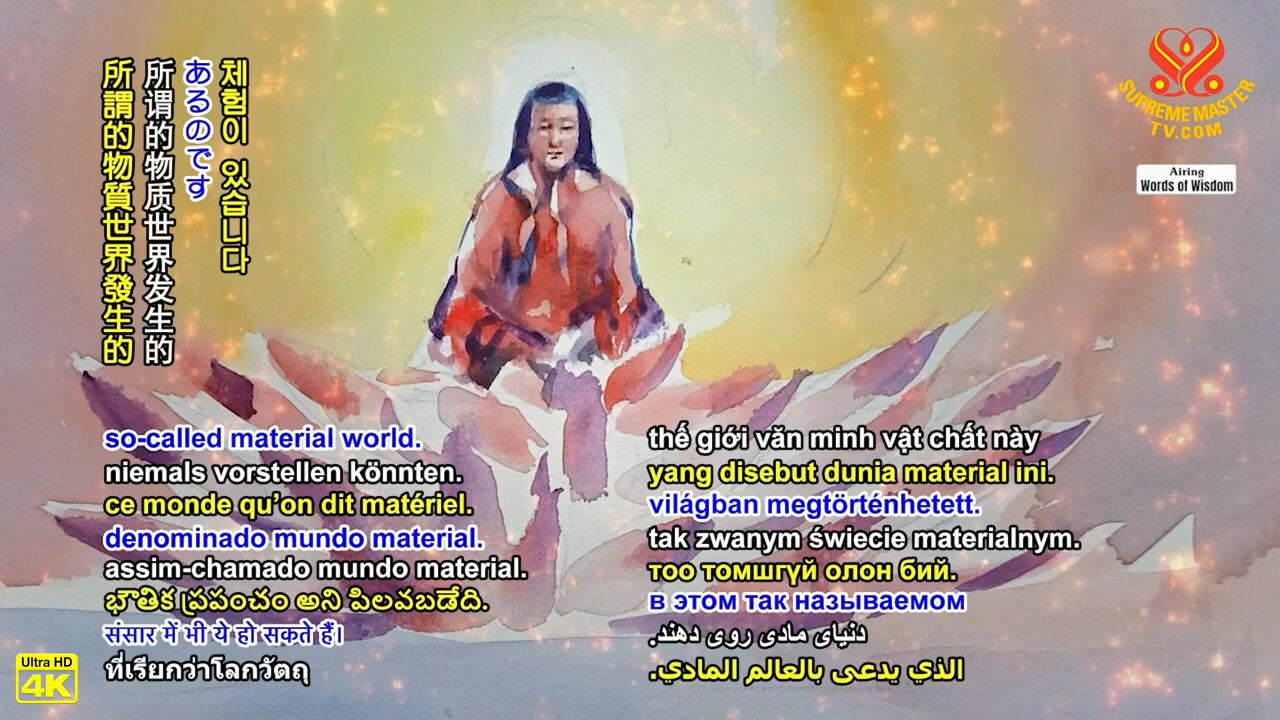 所謂的物質世界發生的
所谓的物质世界发生的
あるのです
체험이 있습니다
SUPREME MASTER
TV.COM
Airing
Words of Wisdom
so-called material world.
niemals vorstellen könnten.
ce monde qu’on dit matériel.
denominado mundo material.
assim-chamado mundo material.
భౌతిక ప్రపంచం అని పిలవబడేది.
संसार में भी ये हो सकते हैं।
ที่เรียกว่าโลกวัตถุ
thế giới văn minh vật chất này
yang disebut dunia material ini.
világban megtörténhetett.
tak zwanym świecie materialnym.
тоо томшгүй олон бий.
в этом так называемом
دنیای مادی روی دهند.
الذي يدعى بالعالم المادي.
Ultra HD
4K